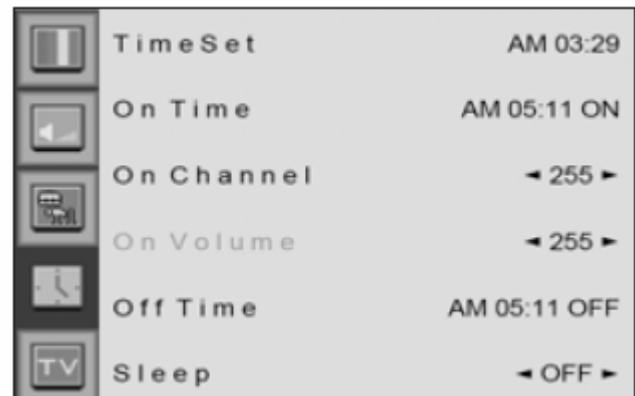 TimeSet AM 03:29
On Time AM 05:11 ON
On Channel ◄ 255 ►
On Volume ◄ 255 ►
Off Time AM 05:11 OFF
TV Sleep ◄ OFF ►